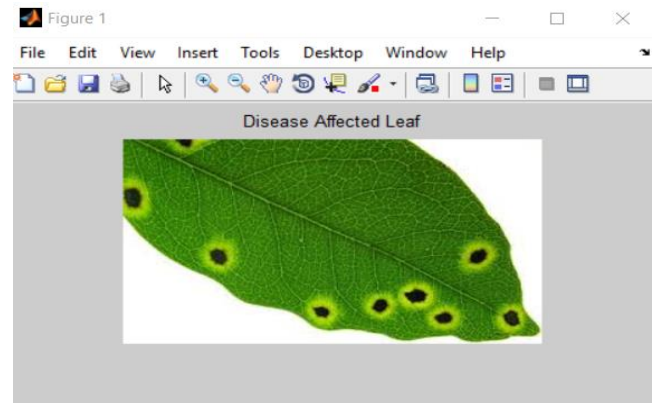 Figure 1
File Edit View Insert Tools Desktop Window Help
Disease Affected Leaf